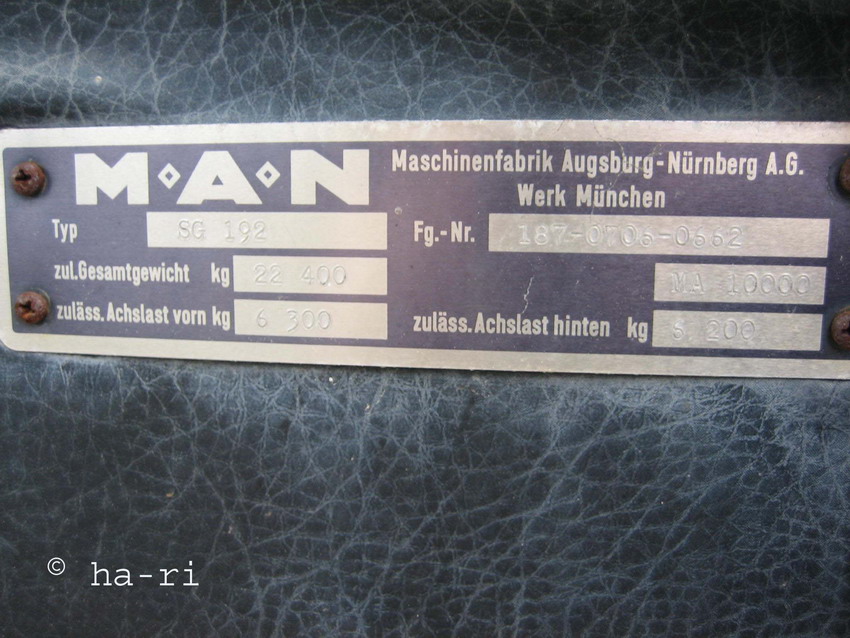 M·A·N Maschinenfabrik Augsburg-Nürnberg A.G.
Werk München
Typ SG 192 Fg.-Nr. 187-0706-0662
zul.Gesamtgewicht kg 22 400 MA 10000
zuläss.Achslast vorn kg 6 300 zuläss.Achslast hinten kg 200
© ha-ri